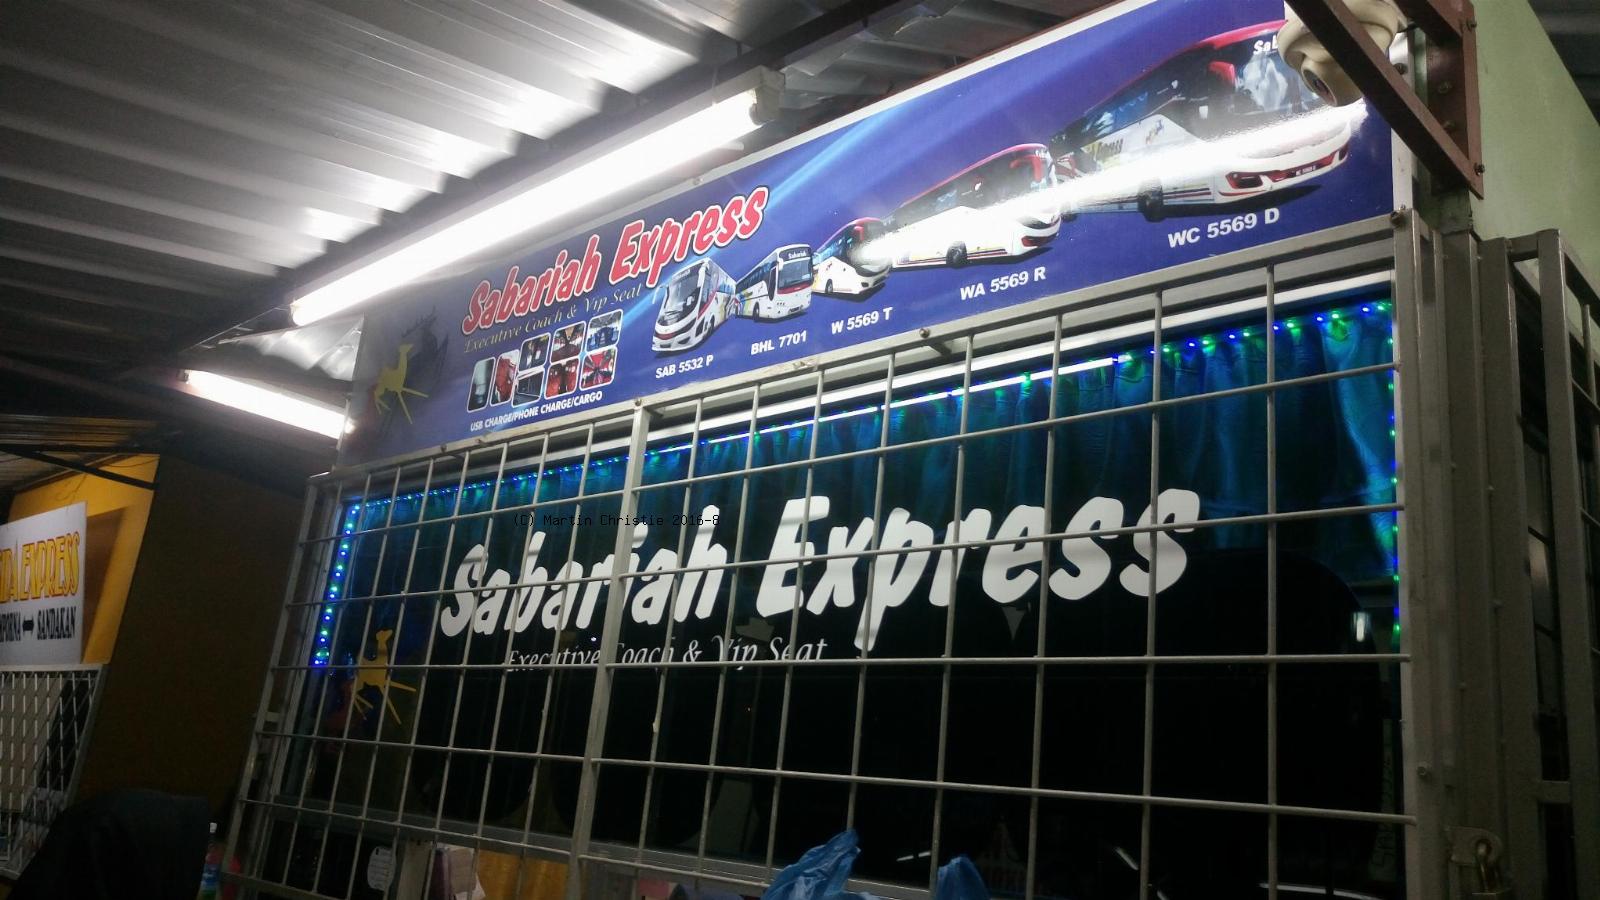 Sabariah Express
Executive Coach & Vip Seat
USB CHARGE/PHONE CHARGE/CARGO
SAB 5532 P
BHL 7701
W 5569 T
WA 5569 R
WC 5569 D
(C) Martin Christie 2016-8
Sabariah Express
Executive Coach & Vip Seat
EXPRESS
SANDAKAN